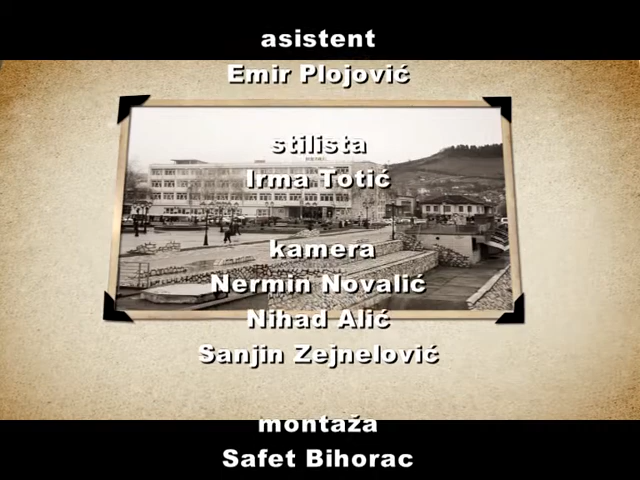 asistent
Emir Plojović
stilista
Irma Totić
kamera
Nermin Novalić
Nihad Alić
Sanjin Zejnelović
montaža
Safet Bihorac